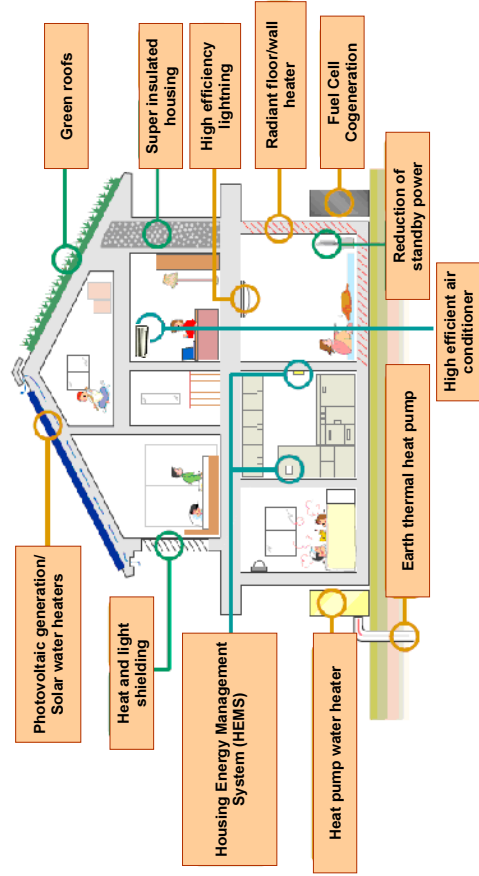 Photovoltaic generation/
Solar water heaters
Green roofs
Heat and light
shielding
Super insulated
housing
Housing Energy Management
System (HEMS)
High efficiency
lightning
Radiant floor/wall
heater
Heat pump water heater
Fuel Cell
Cogeneration
Earth thermal heat pump
High efficient air
conditioner
Reduction of
standby power